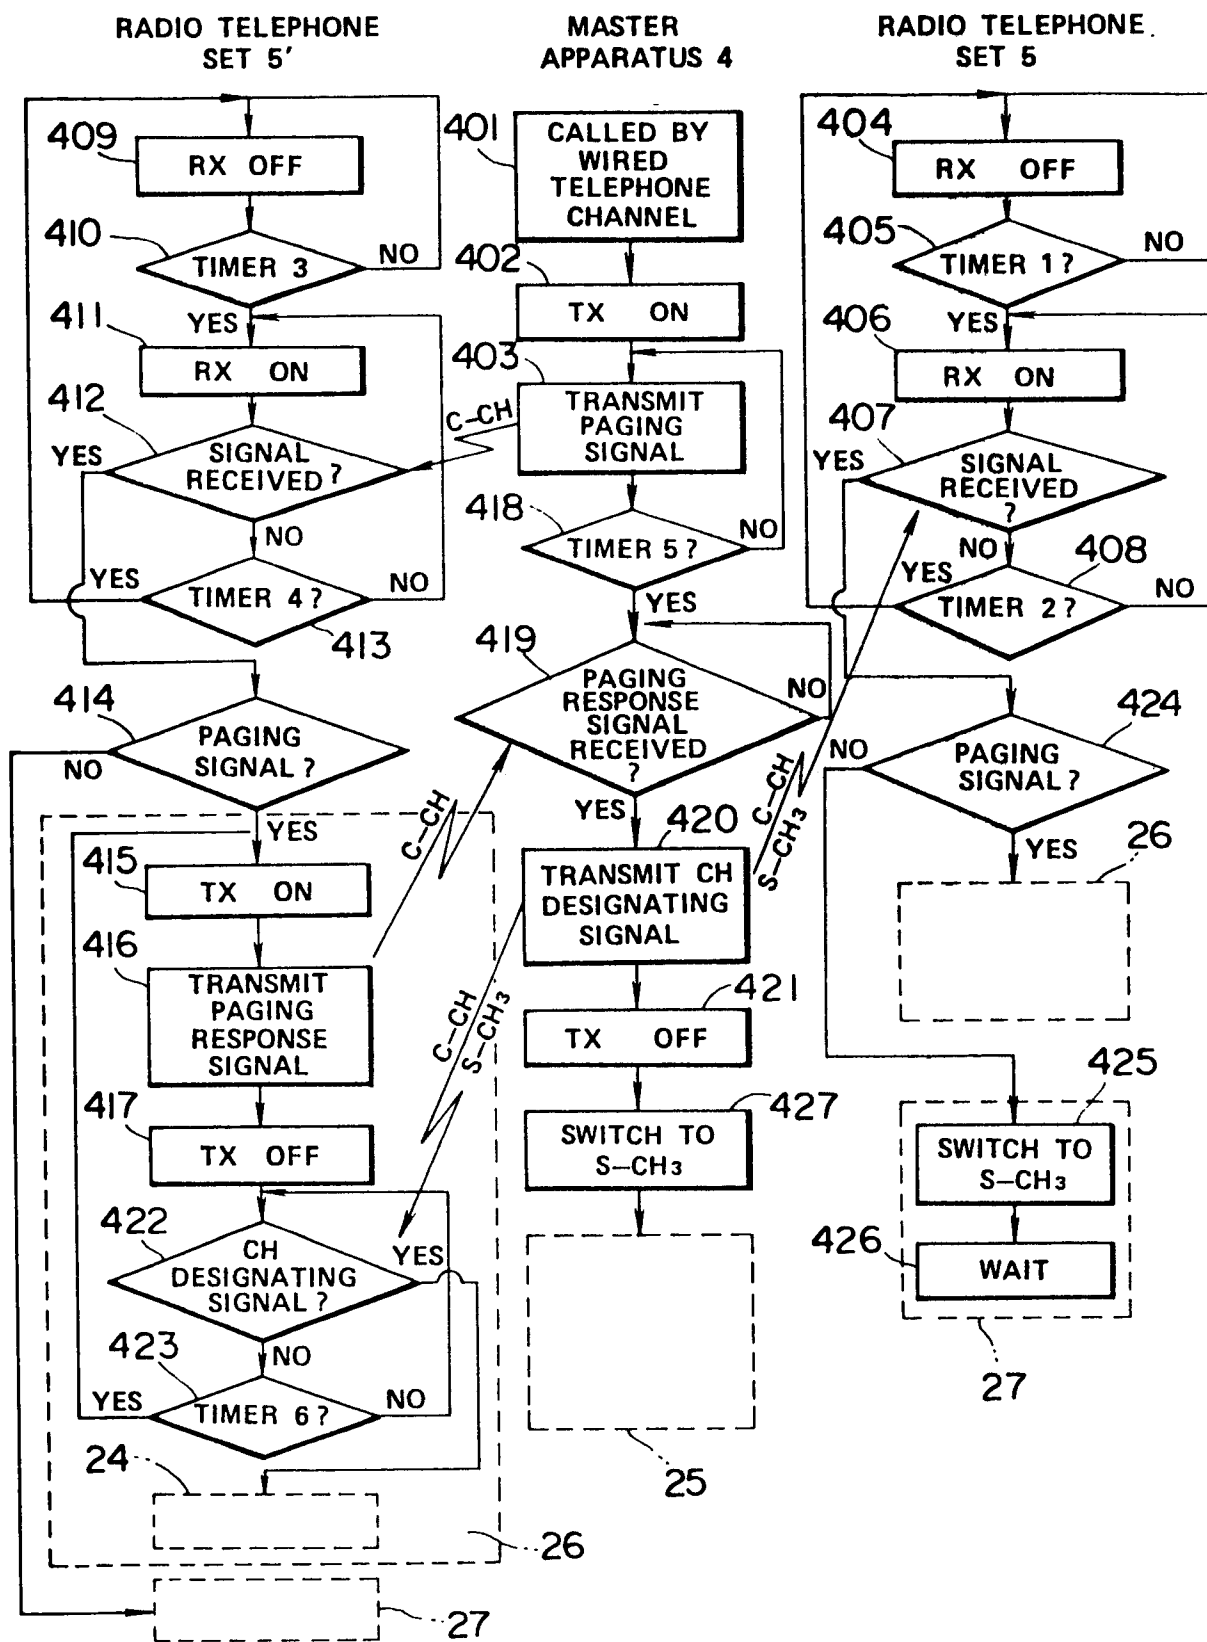 RADIO TELEPHONE
SET 5′
409
RX OFF
410
TIMER 3
NO
YES
411
RX ON
412
SIGNAL
RECEIVED?
YES
NO
TIMER 4?
YES
NO
413
414
PAGING
SIGNAL?
NO
YES
415
TX ON
416
TRANSMIT
PAGING
RESPONSE
SIGNAL
417
TX OFF
422
CH
DESIGNATING
SIGNAL?
YES
NO
423
TIMER 6?
YES
NO
24
26
27
MASTER
APPARATUS 4
401
CALLED BY
WIRED
TELEPHONE
CHANNEL
402
TX ON
403
TRANSMIT
PAGING
SIGNAL
C-CH
418
TIMER 5?
NO
YES
419
PAGING
RESPONSE
SIGNAL
RECEIVED
?
NO
YES
C-CH
420
TRANSMIT CH
DESIGNATING
SIGNAL
C-CH
S-CH3
C-CH
S-CH3
421
TX OFF
427
SWITCH TO
S-CH3
25
RADIO TELEPHONE.
SET 5
404
RX OFF
405
TIMER 1?
NO
YES
406
RX ON
407
SIGNAL
RECEIVED
?
YES
NO
408
TIMER 2?
YES
NO
424
PAGING
SIGNAL?
NO
YES
26
425
SWITCH TO
S-CH3
426
WAIT
27